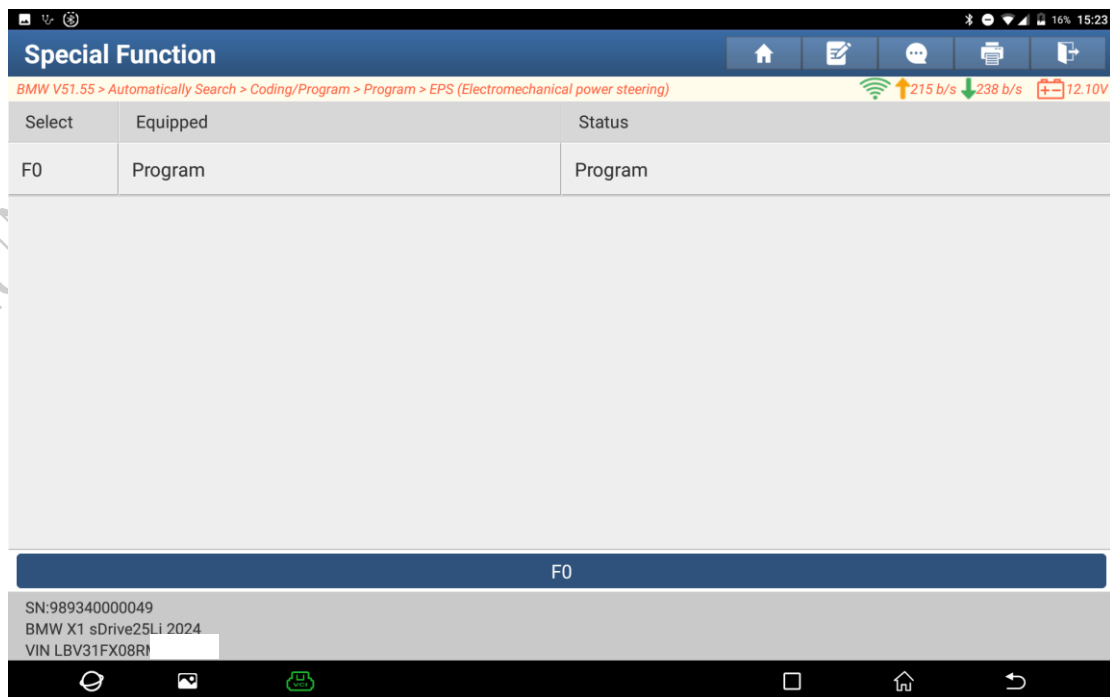 16% 15:23
Special Function
BMW V51.55 > Automatically Search > Coding/Program > Program > EPS (Electromechanical power steering)
215 b/s 238 b/s 12.10V
Select Equipped Status
F0 Program Program
F0
SN:989340000049
BMW X1 sDrive25Li 2024
VIN LBV31FX08R
VCI